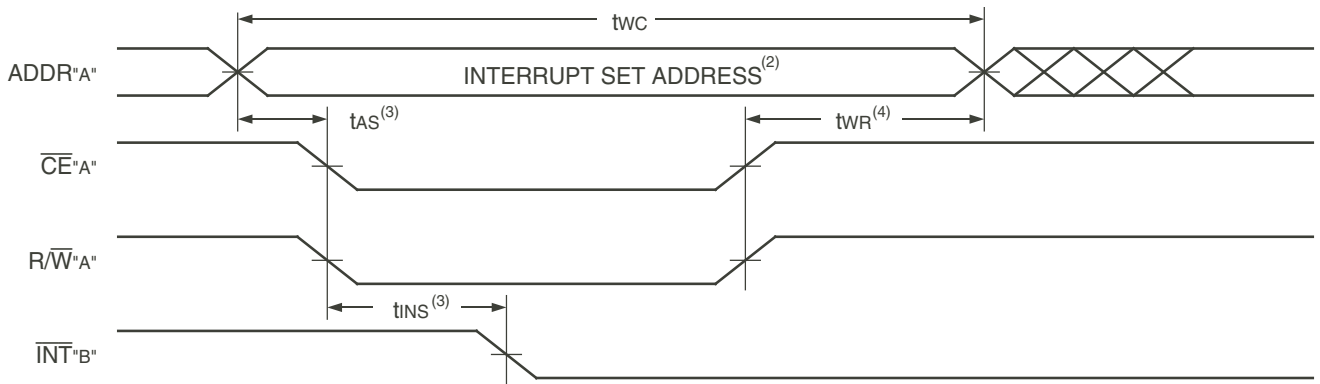 tWC
ADDR"A"
INTERRUPT SET ADDRESS(2)
tAS(3)
tWR(4)
CE"A"
R/W"A"
tINS(3)
INT"B"